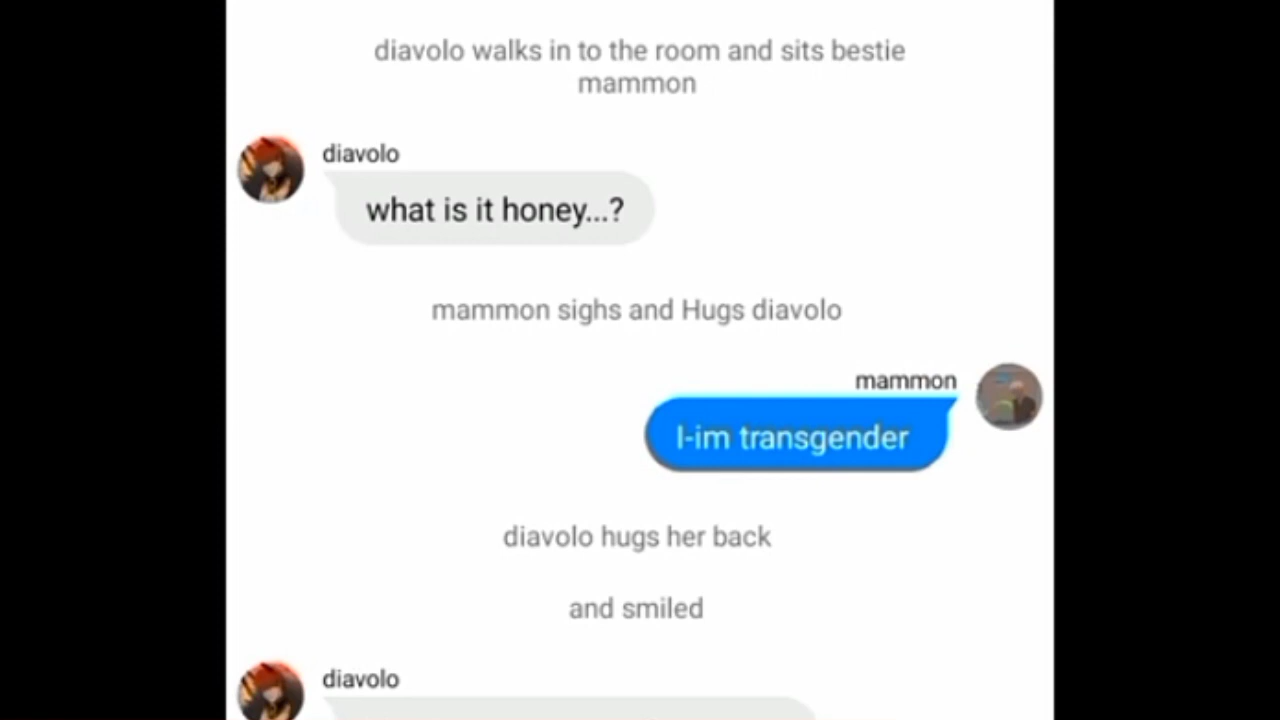 diavolo walks in to the room and sits bestie
mammon
diavolo
what is it honey...?
mammon sighs and Hugs diavolo
mammon
I-im transgender
diavolo hugs her back
and smiled
diavolo